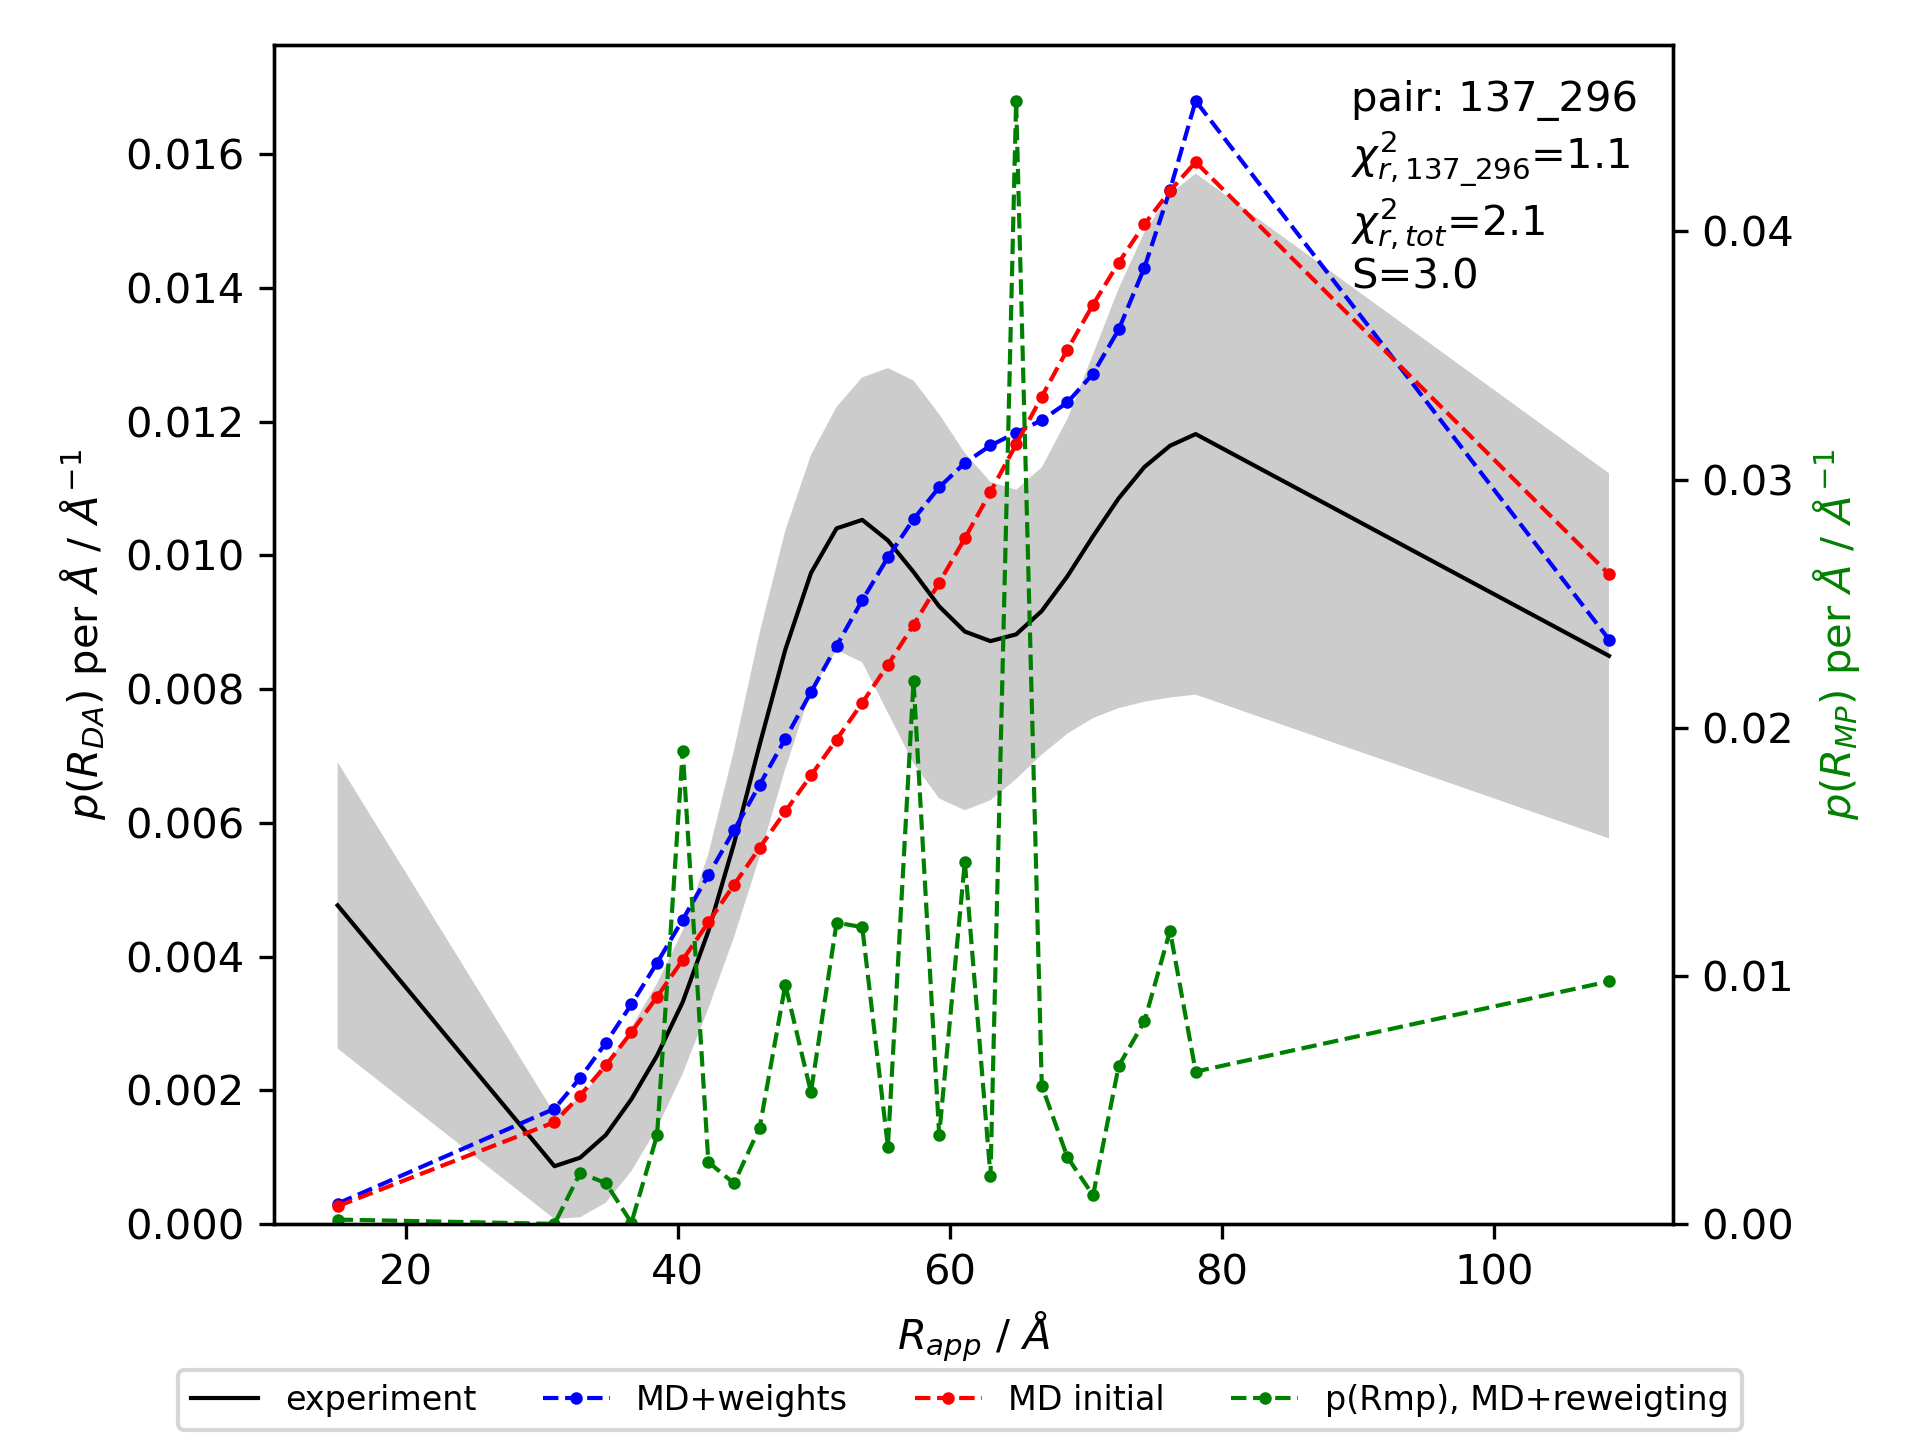 pair: 137_296
χ²r,137_296=1.1
χ²r,tot=2.1
S=3.0
0.016
0.014
0.012
0.010
0.008
0.006
0.004
0.002
0.000
p(R_DA) per Å / Å⁻¹
0.04
0.03
0.02
0.01
0.00
p(R_MP) per Å / Å⁻¹
20 40 60 80 100
R_app / Å
experiment MD+weights MD initial p(Rmp), MD+reweigting